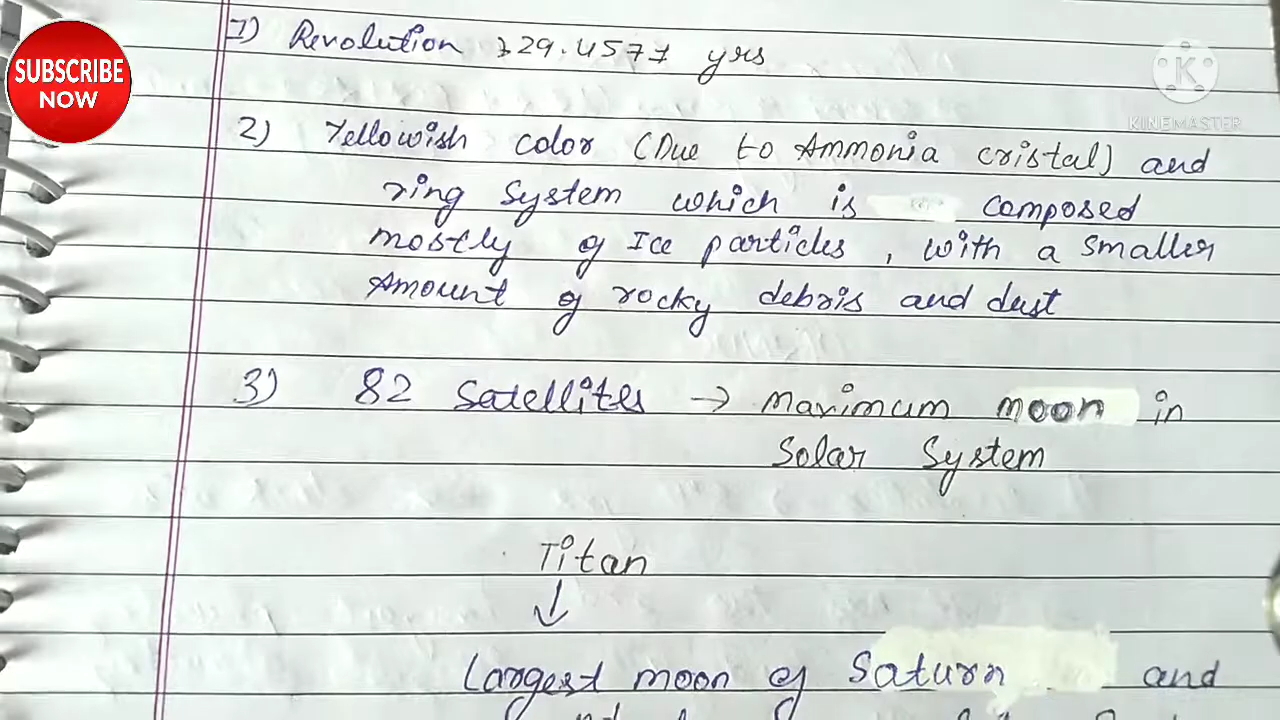 SUBSCRIBE
NOW
K
KINEMASTER
1) Revolution → 29.4571 yrs
2) Yellowish color (Due to Ammonia cristal) and
ring system which is composed
mostly of Ice particles, with a smaller
Amount of rocky debris and dust
3) 82 Satellites → Maximum moon in
Solar System
Titan
↓
Largest moon of Saturn and